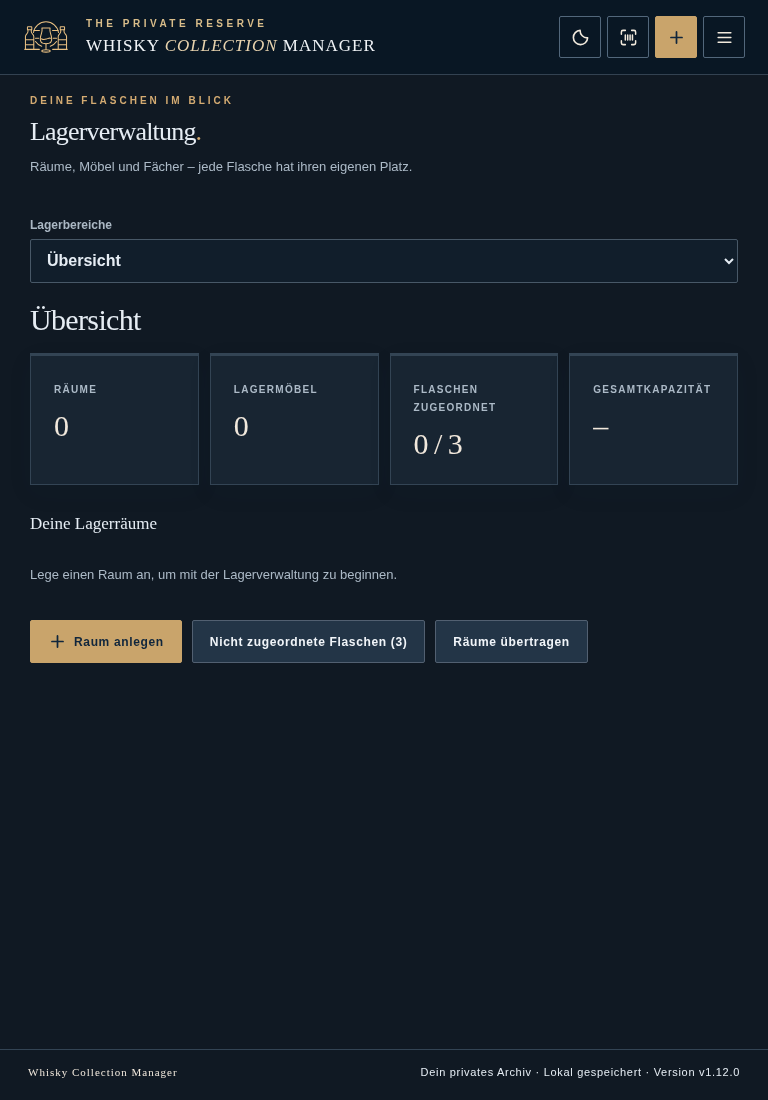 THE PRIVATE RESERVE
WHISKY COLLECTION MANAGER
DEINE FLASCHEN IM BLICK
Lagerverwaltung.
Räume, Möbel und Fächer – jede Flasche hat ihren eigenen Platz.
Lagerbereiche
Übersicht
Übersicht
RÄUME
0
LAGERMÖBEL
0
FLASCHEN
ZUGEORDNET
0 / 3
GESAMTKAPAZITÄT
–
Deine Lagerräume
Lege einen Raum an, um mit der Lagerverwaltung zu beginnen.
Raum anlegen
Nicht zugeordnete Flaschen (3)
Räume übertragen
Whisky Collection Manager
Dein privates Archiv · Lokal gespeichert · Version v1.12.0